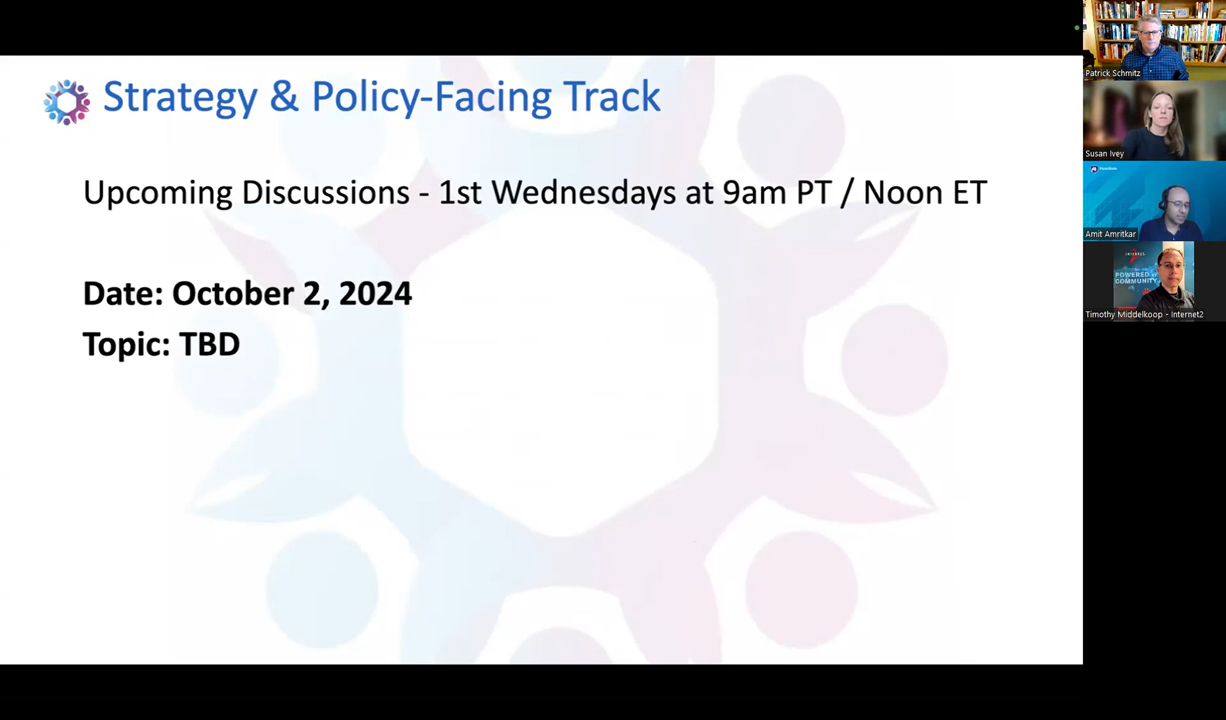 Strategy & Policy-Facing Track
Upcoming Discussions - 1st Wednesdays at 9am PT / Noon ET
Date: October 2, 2024
Topic: TBD
Patrick Schmitz
Susan Ivey
Amit Amritkar
POWERED BY
COMMUNITY
Timothy Middelkoop - Internet2